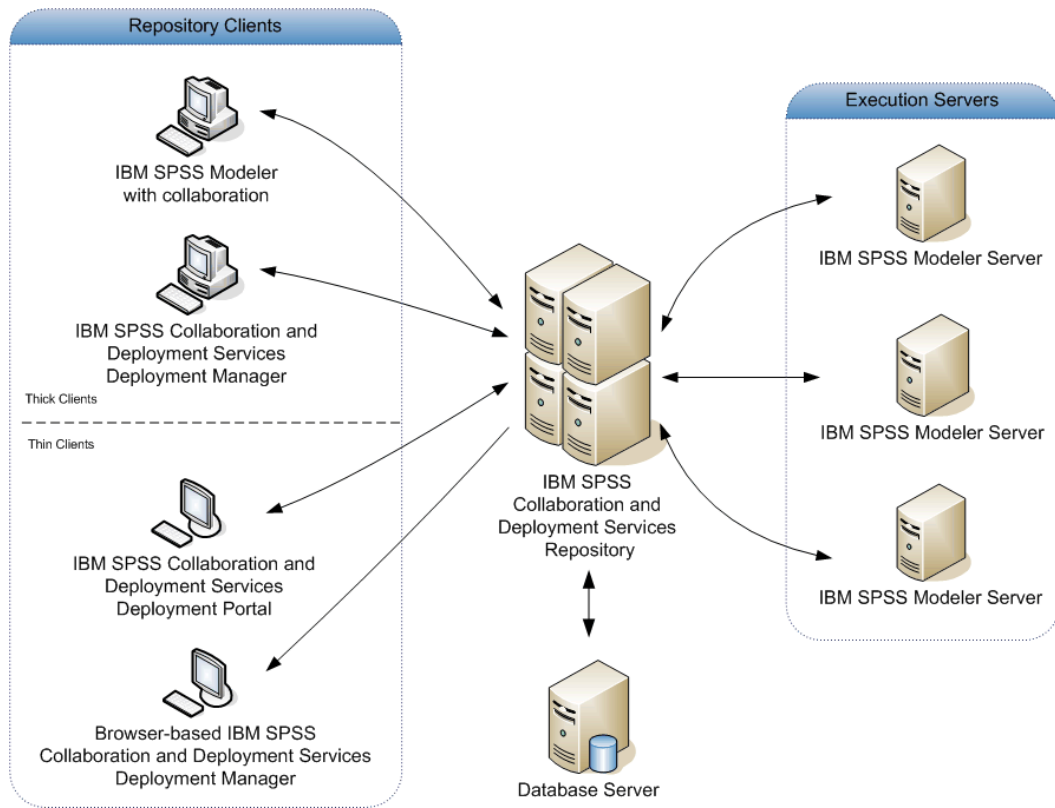 Repository Clients
IBM SPSS Modeler
with collaboration
IBM SPSS Collaboration and
Deployment Services
Deployment Manager
Thick Clients
Thin Clients
IBM SPSS Collaboration and
Deployment Services
Deployment Portal
Browser-based IBM SPSS
Collaboration and Deployment Services
Deployment Manager
IBM SPSS
Collaboration and
Deployment Services
Repository
Database Server
Execution Servers
IBM SPSS Modeler Server
IBM SPSS Modeler Server
IBM SPSS Modeler Server